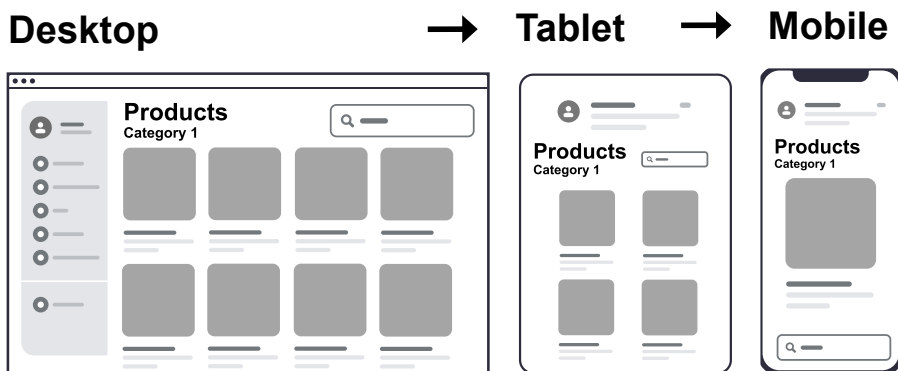 Desktop
Tablet
Mobile
Products
Category 1
Products
Category 1
Products
Category 1